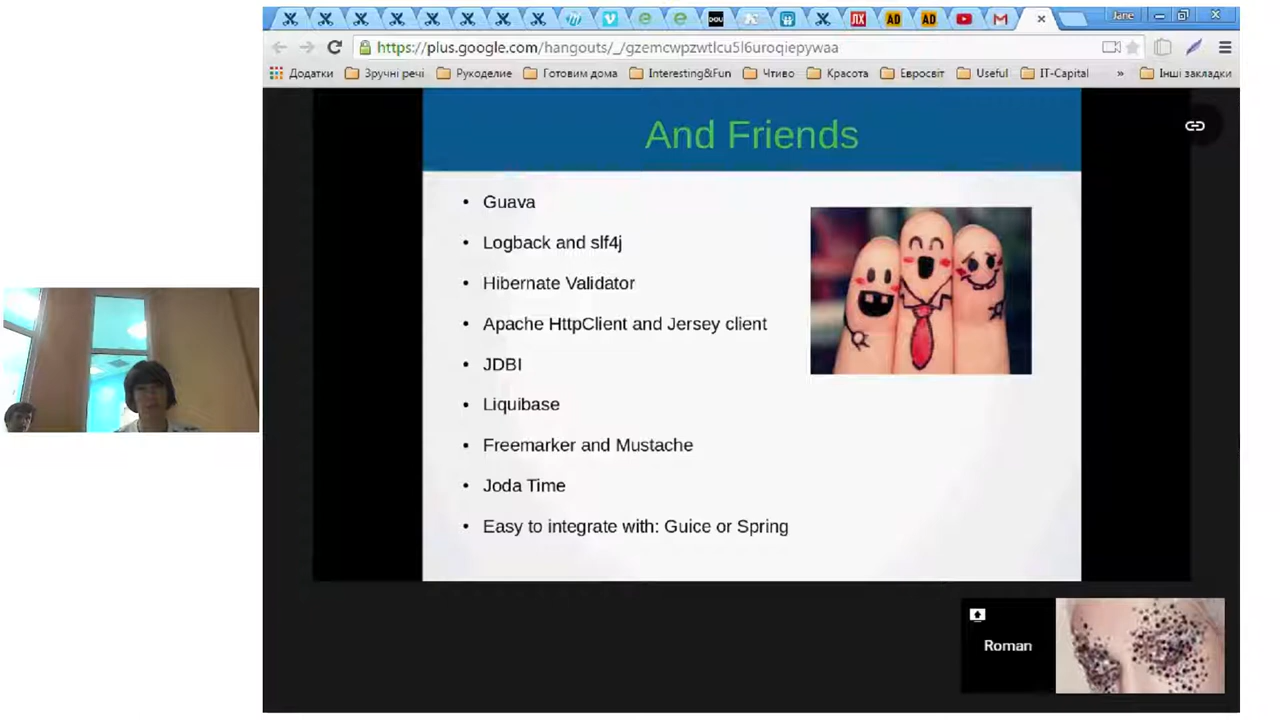 Jane
https://plus.google.com/hangouts/_/gzemcwpzwtlcu5l6uroqiepywaa
Додатки Зручні речі Рукоделие Готовим дома Interesting&Fun Чтиво Красота Євросвіт Useful IT-Capital » Інші закладки
And Friends
• Guava
• Logback and slf4j
• Hibernate Validator
• Apache HttpClient and Jersey client
• JDBI
• Liquibase
• Freemarker and Mustache
• Joda Time
• Easy to integrate with: Guice or Spring
Roman